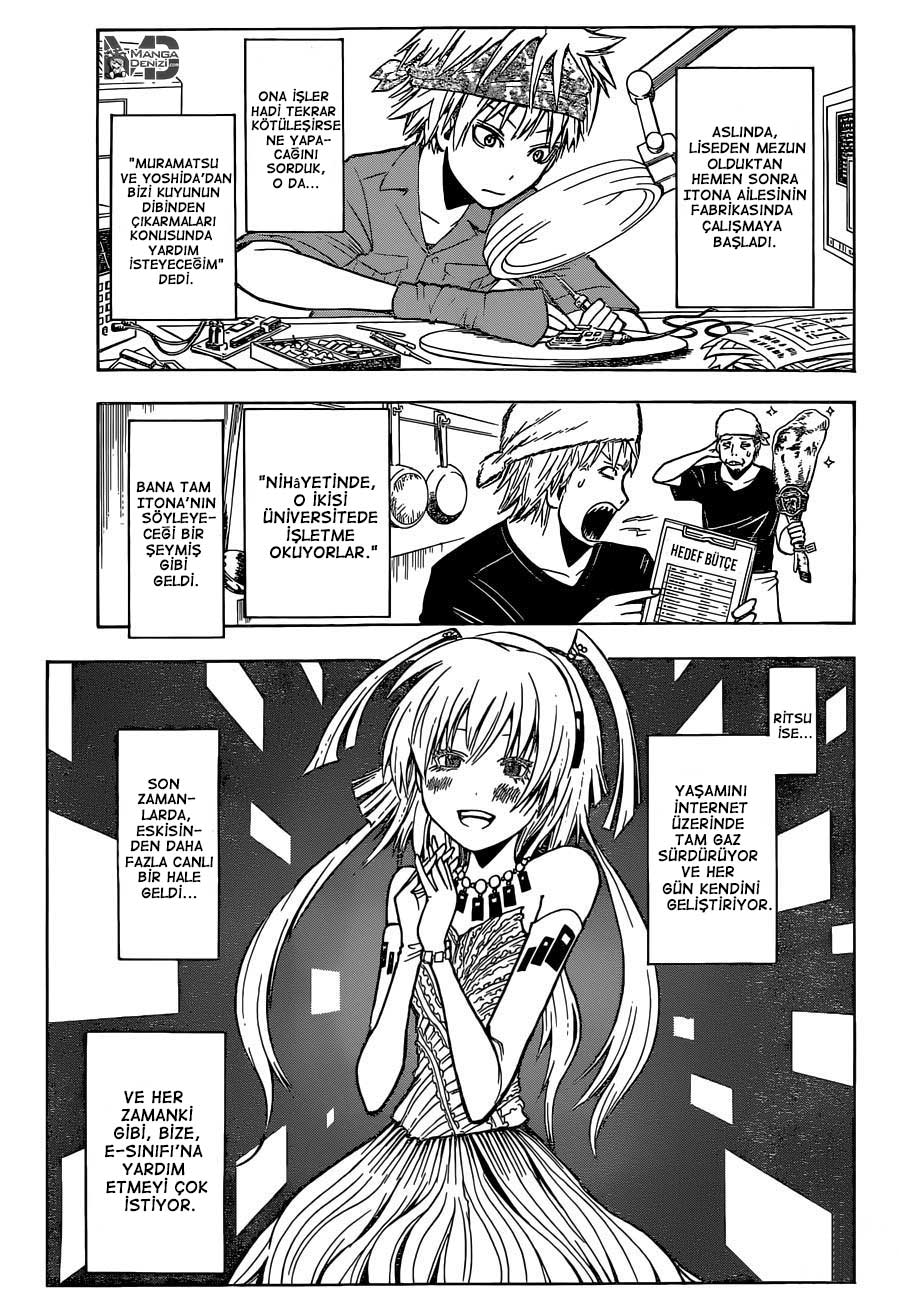 MANGA
DENİZİ.com
ASLINDA,
LİSEDEN MEZUN
OLDUKTAN
HEMEN SONRA
ITONA AİLESİNİN
FABRİKASINDA
ÇALIŞMAYA
BAŞLADI.
ONA İŞLER
HADİ TEKRAR
KÖTÜLEŞİRSE
NE YAPA-
CAĞINI
SORDUK,
O DA...
"MURAMATSU
VE YOSHIDA'DAN
BİZİ KUYUNUN
DİBİNDEN
ÇIKARMALARI
KONUSUNDA
YARDIM
İSTEYECEĞİM"
DEDİ.
HEDEF BÜTÇE
"NİHâYETİNDE,
O İKİSİ
ÜNİVERSİTEDE
İŞLETME
OKUYORLAR."
BANA TAM
ITONA'NIN
SÖYLEYE-
CEĞİ BİR
ŞEYMİŞ
GİBİ
GELDİ.
RİTSU
İSE...
YAŞAMINI
İNTERNET
ÜZERİNDE
TAM GAZ
SÜRDÜRÜYOR
VE HER
GÜN KENDİNİ
GELİŞTİRİYOR.
SON
ZAMAN-
LARDA,
ESKİSİN-
DEN DAHA
FAZLA CANLI
BİR HALE
GELDİ...
VE HER
ZAMANKİ
GİBİ, BİZE,
E-SINIFI'NA
YARDIM
ETMEYİ ÇOK
İSTİYOR.